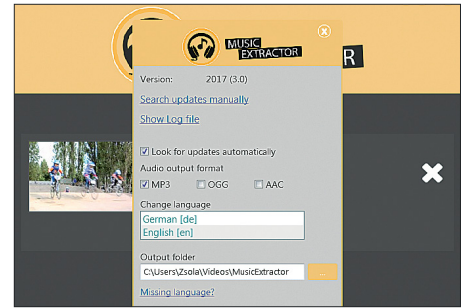 MUSIC
EXTRACTOR
R
Version: 2017 (3.0)
Search updates manually
Show Log file
Look for updates automatically
Audio output format
MP3 OGG AAC
Change language
German [de]
English [en]
Output folder
C:\Users\Zsola\Videos\MusicExtractor ...
Missing language?